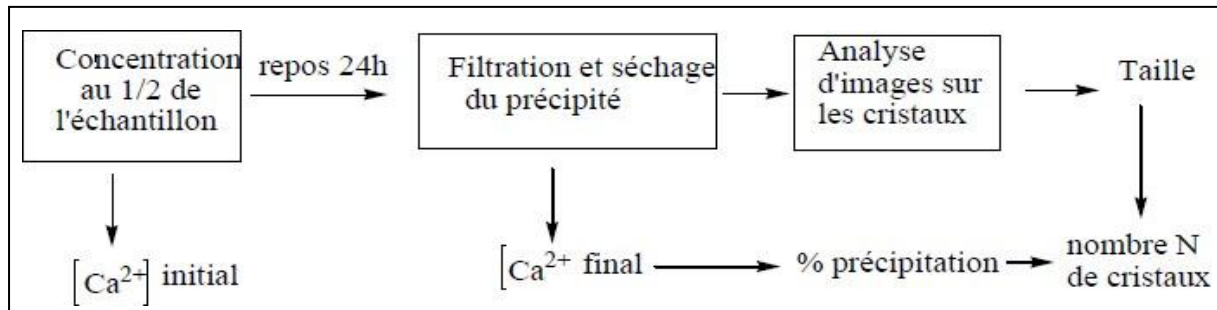 Concentration
au 1/2 de
l'échantillon
repos 24h
Filtration et séchage
du précipité
Analyse
d'images sur
les cristaux
Taille
[Ca2+] initial
[Ca2+ final
% précipitation
nombre N
de cristaux